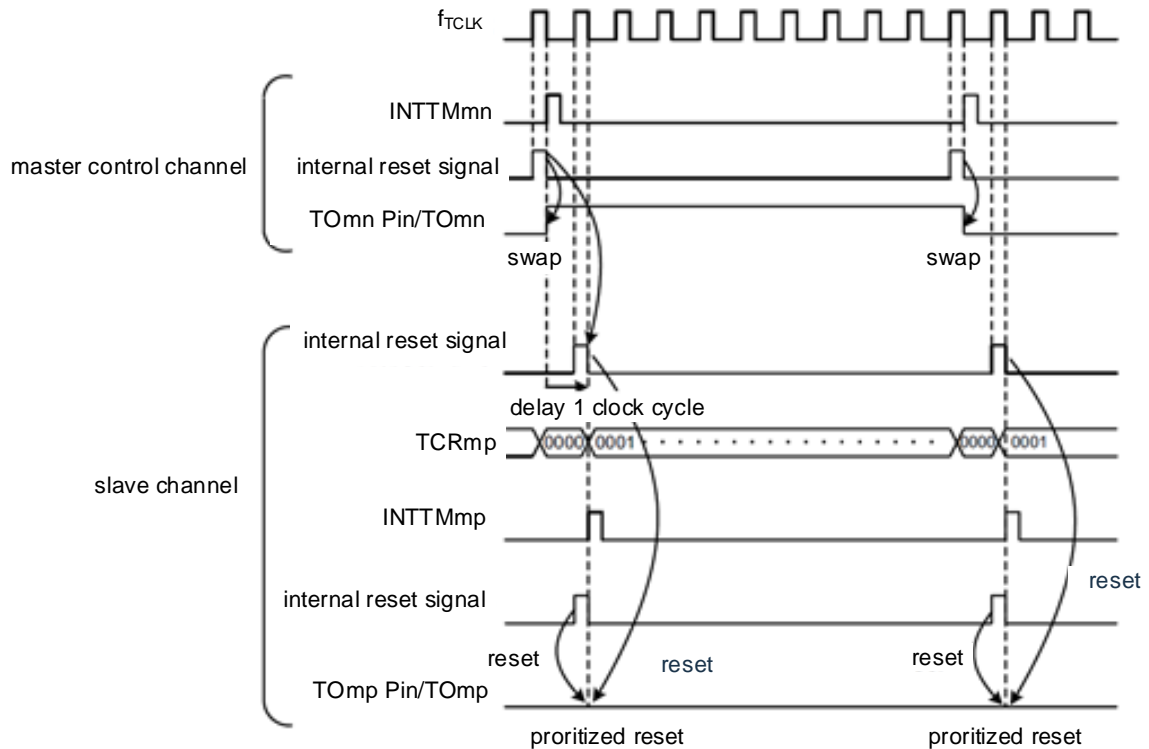 fTCLK
INTTMmn
master control channel
internal reset signal
TOmn Pin/TOmn
swap
swap
internal reset signal
delay 1 clock cycle
TCRmp
0000
0001
0000
0001
slave channel
INTTMmp
reset
internal reset signal
reset
reset
reset
TOmp Pin/TOmp
proritized reset
proritized reset